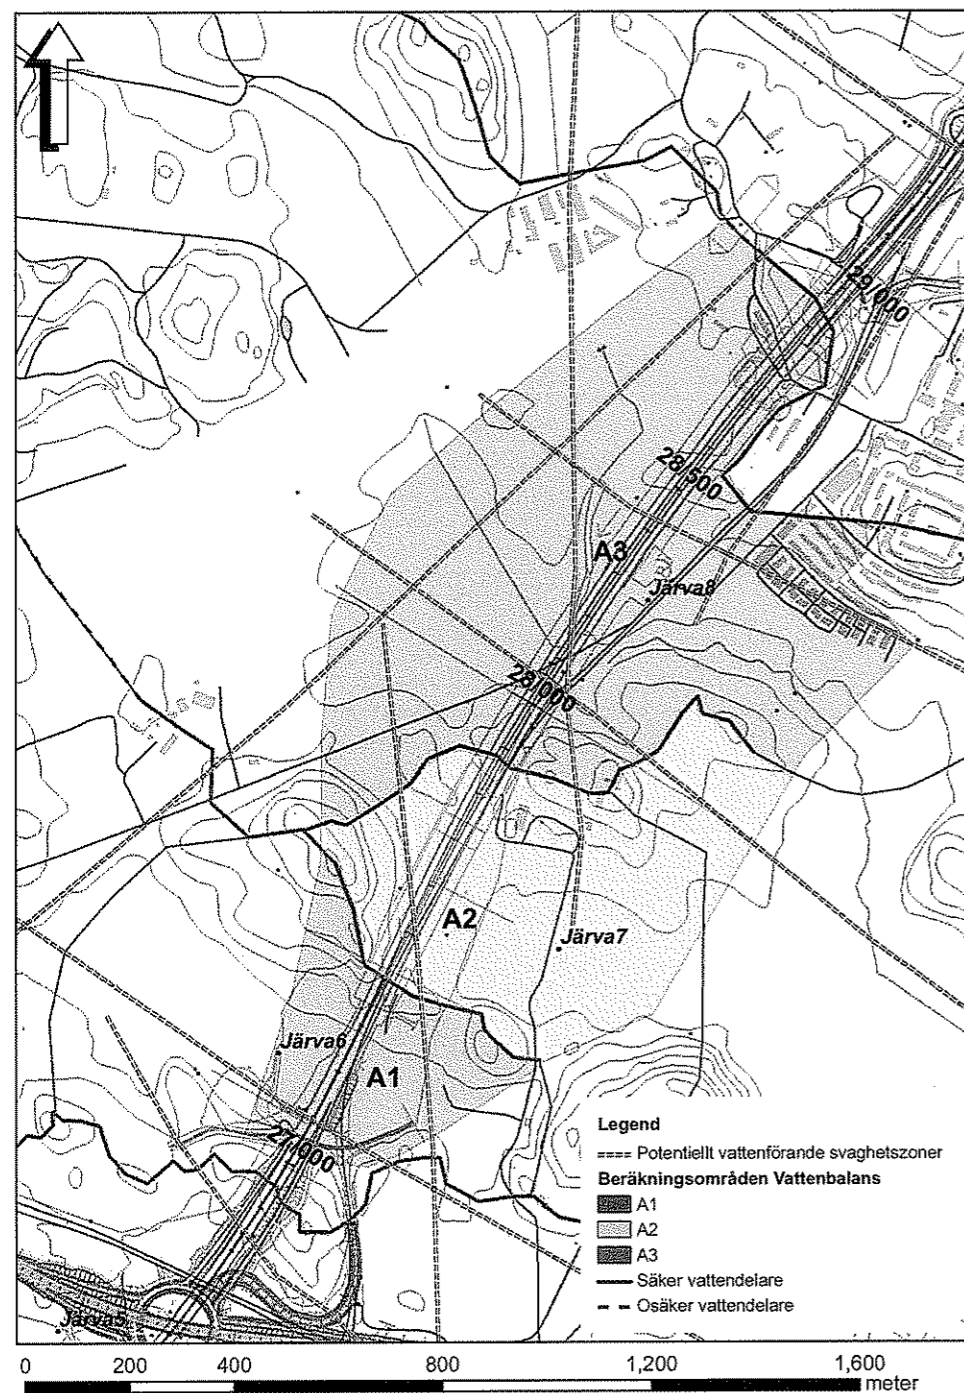 29/000
28/500
A3
Järva8
28/000
A2
Järva7
Järva6
A1
27/000
Järva5
Legend
Potentiellt vattenförande svaghetszoner
Beräkningsområden Vattenbalans
A1
A2
A3
Säker vattendelare
Osäker vattendelare
0 200 400 800 1,200 1,600
meter